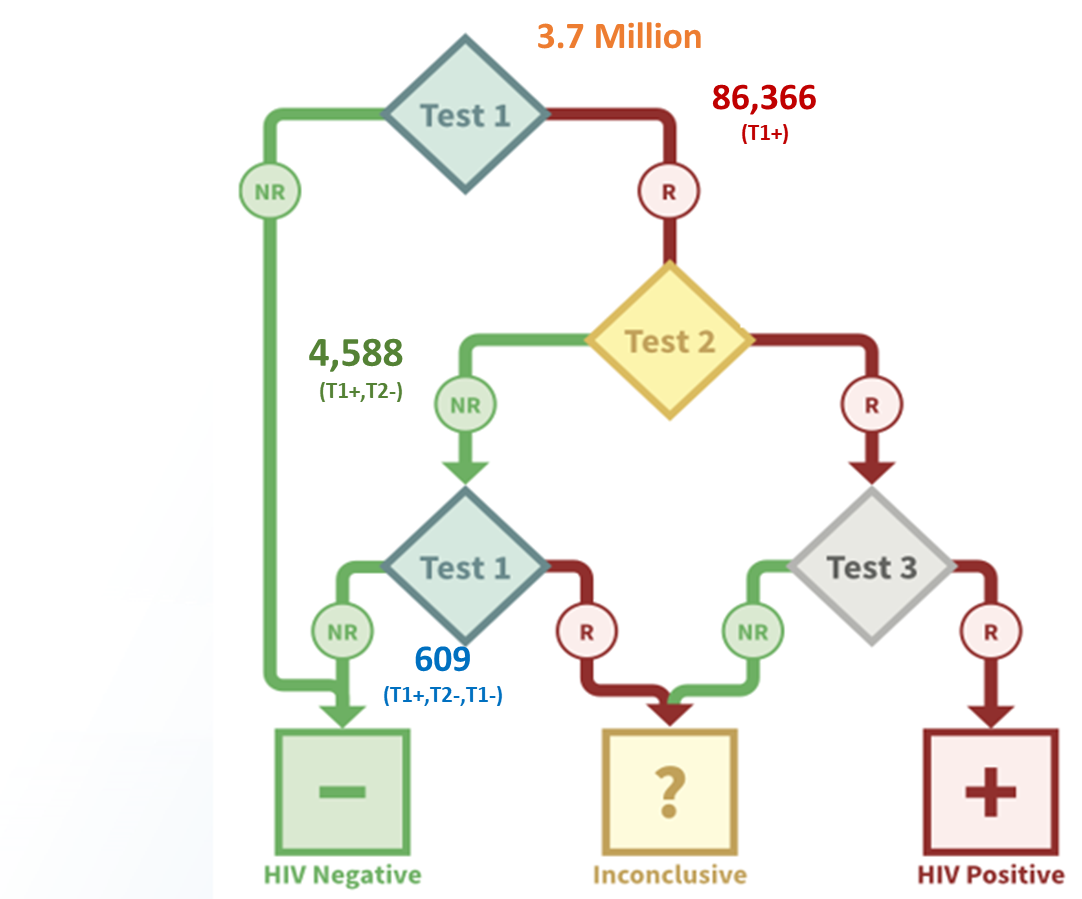 3.7 Million
Test 1
86,366
(T1+)
NR
R
Test 2
4,588
(T1+,T2-)
NR
R
Test 1
Test 3
NR
R
NR
R
609
(T1+,T2-,T1-)
−
?
+
HIV Negative
Inconclusive
HIV Positive